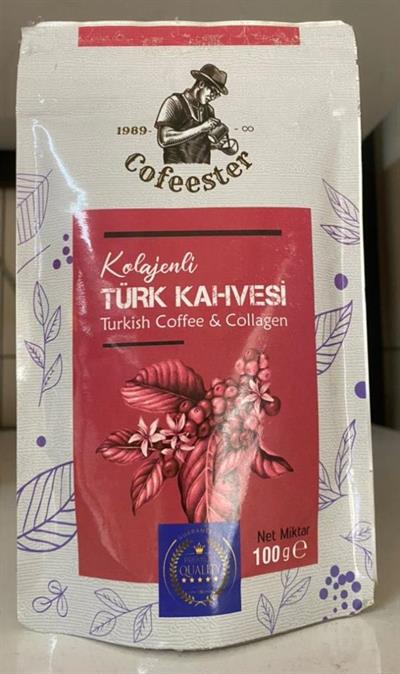 1989- -∞
Cofeester
Kolajenli
TÜRK KAHVESİ
Turkish Coffee & Collagen
Net Miktar
100g℮
QUALITY